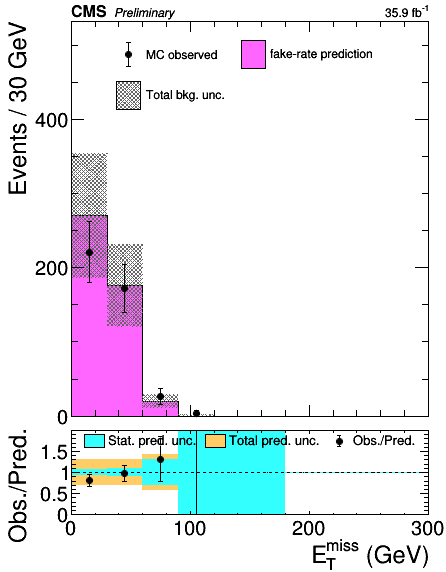 CMS Preliminary 35.9 fb⁻¹
Events / 30 GeV
MC observed fake-rate prediction
Total bkg. unc.
400
200
0
Obs./Pred.
Stat. pred. unc. Total pred. unc. Obs./Pred.
1.5
1
0.5
0
0 100 200 300
E_T^miss (GeV)